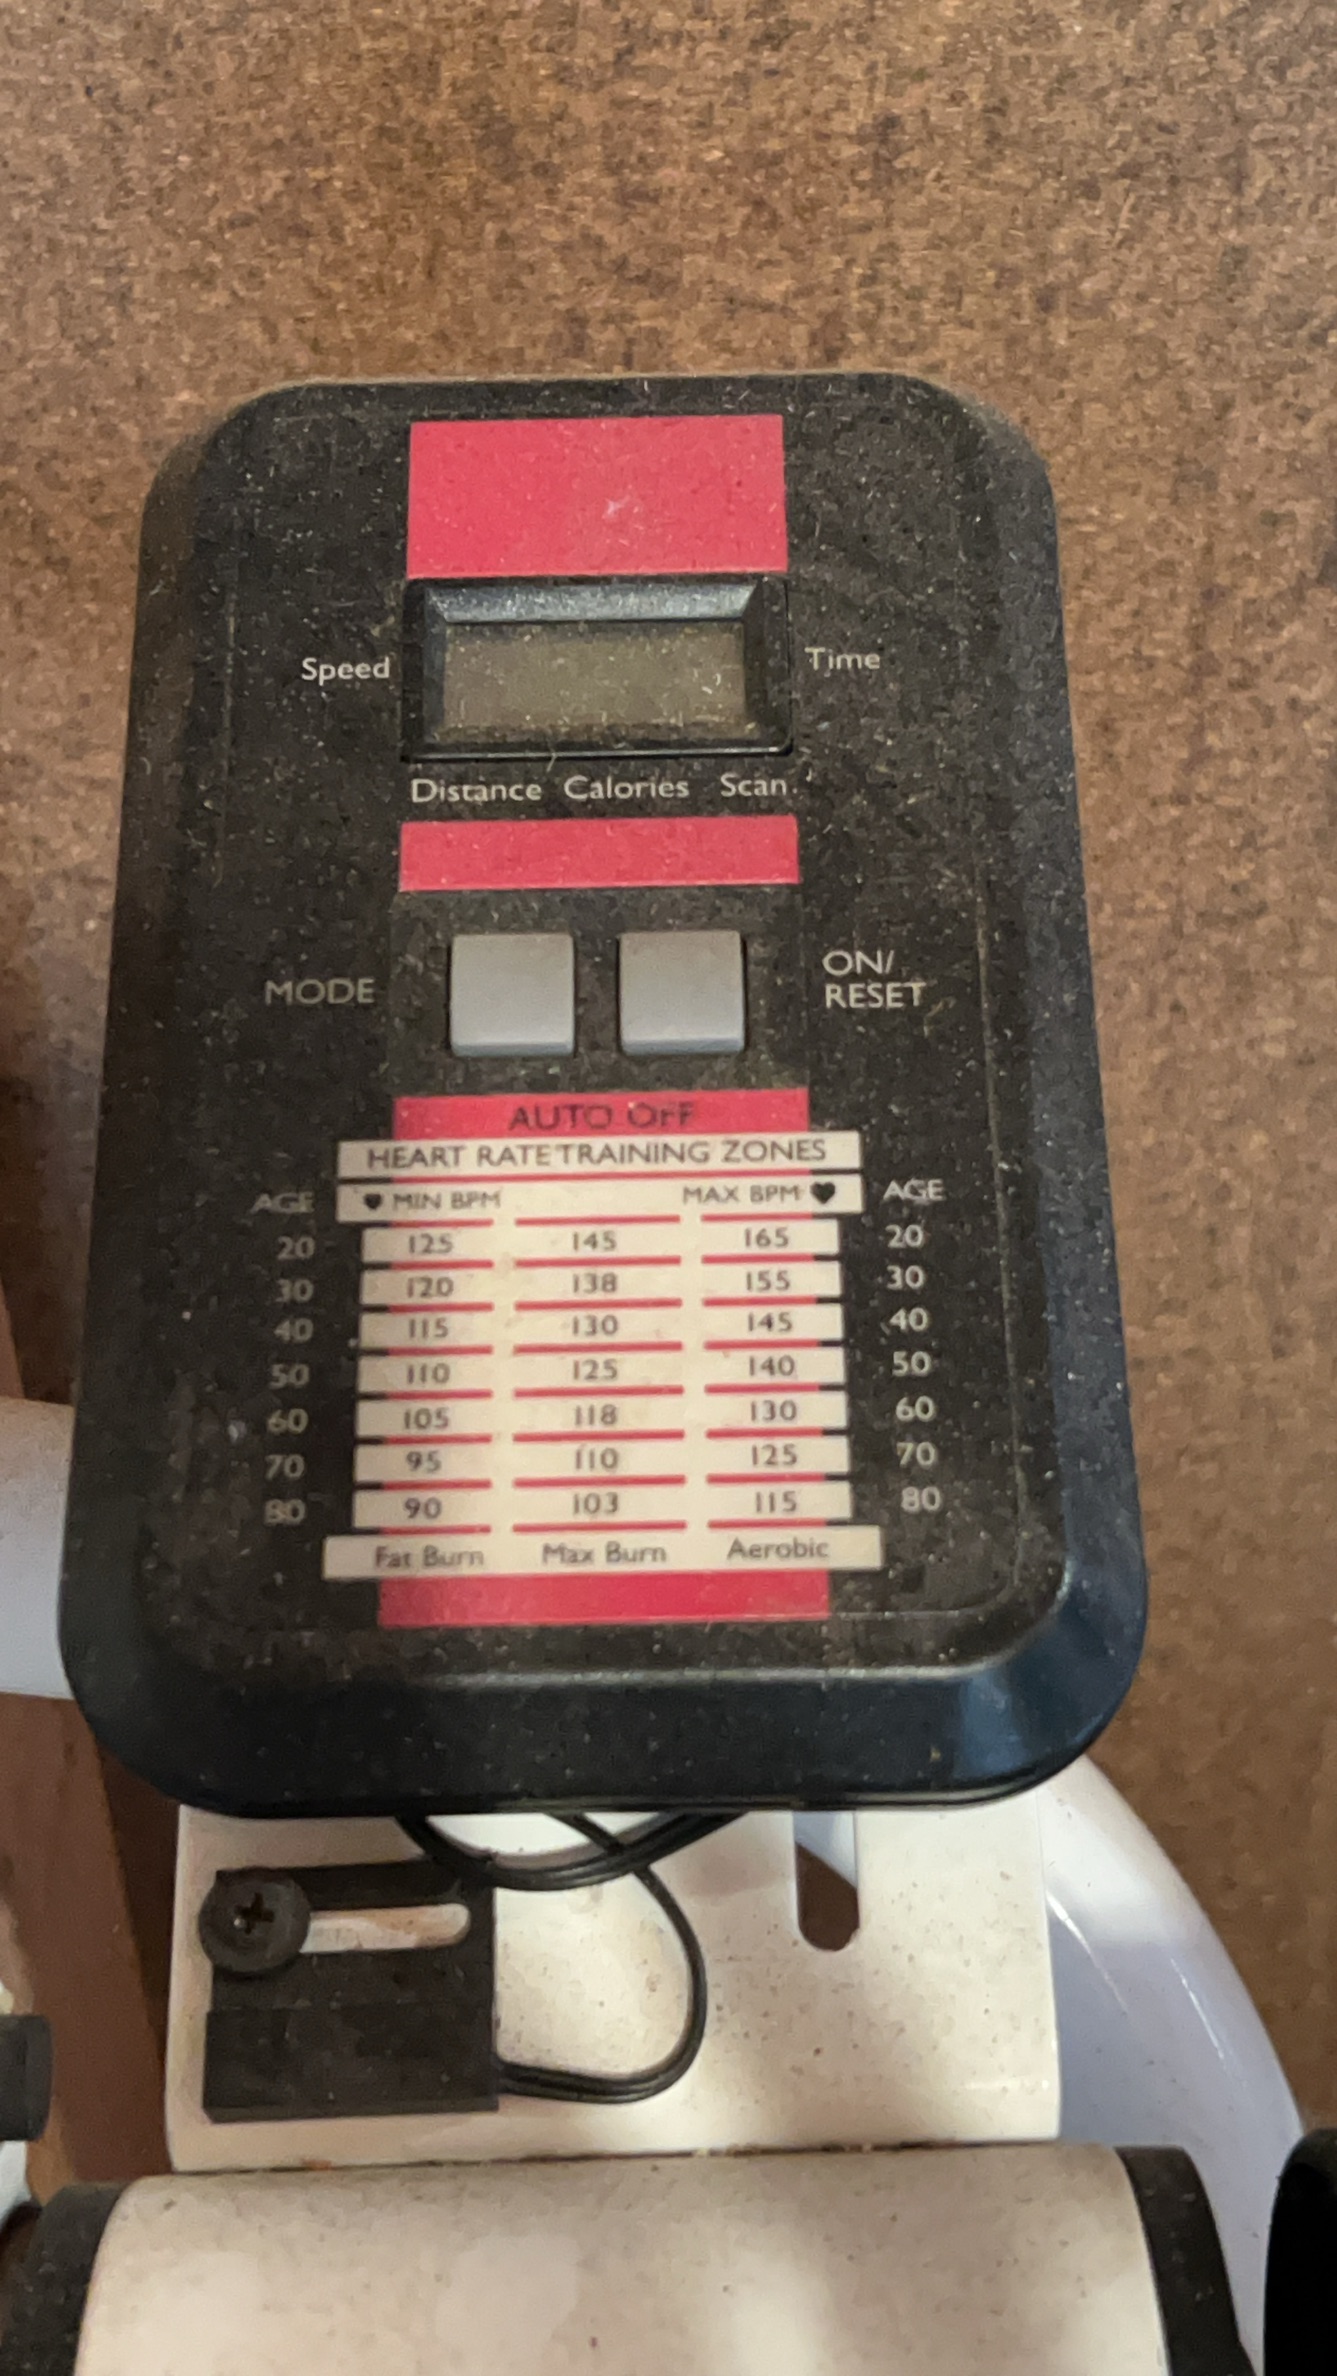 Speed
Time
Distance Calories Scan
MODE
ON/
RESET
AUTO OFF
HEART RATE TRAINING ZONES
AGE ♥ MIN BPM MAX BPM ♥ AGE
20 125 145 165 20
30 120 138 155 30
40 115 130 145 40
50 110 125 140 50
60 105 118 130 60
70 95 110 125 70
80 90 103 115 80
Fat Burn Max Burn Aerobic